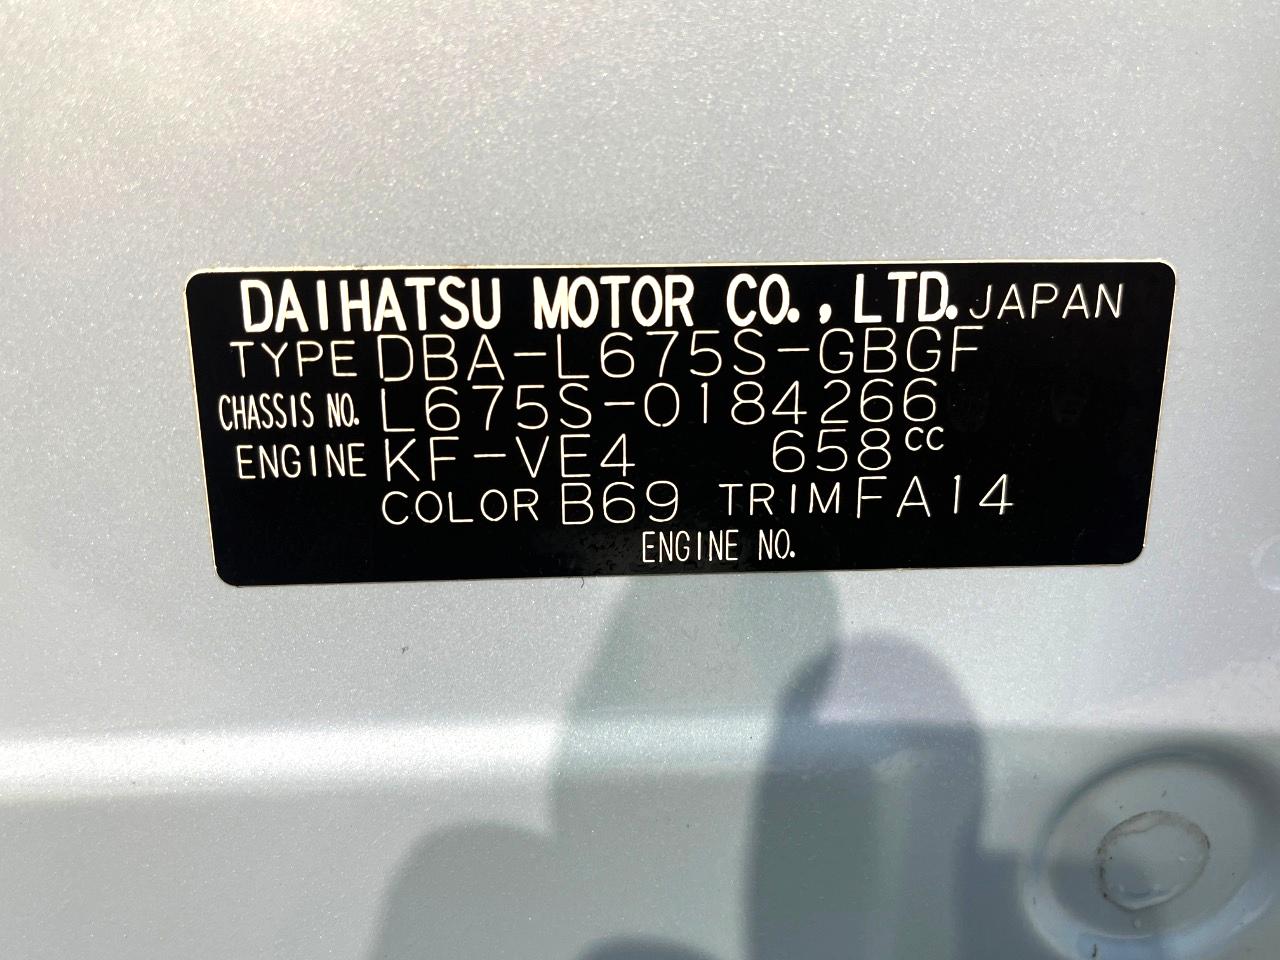 DAIHATSU MOTOR CO.,LTD. JAPAN
TYPE DBA-L675S-GBGF
CHASSIS NO. L675S-0184266
ENGINE KF-VE4 658cc
COLOR B69 TRIM FA14
ENGINE NO.